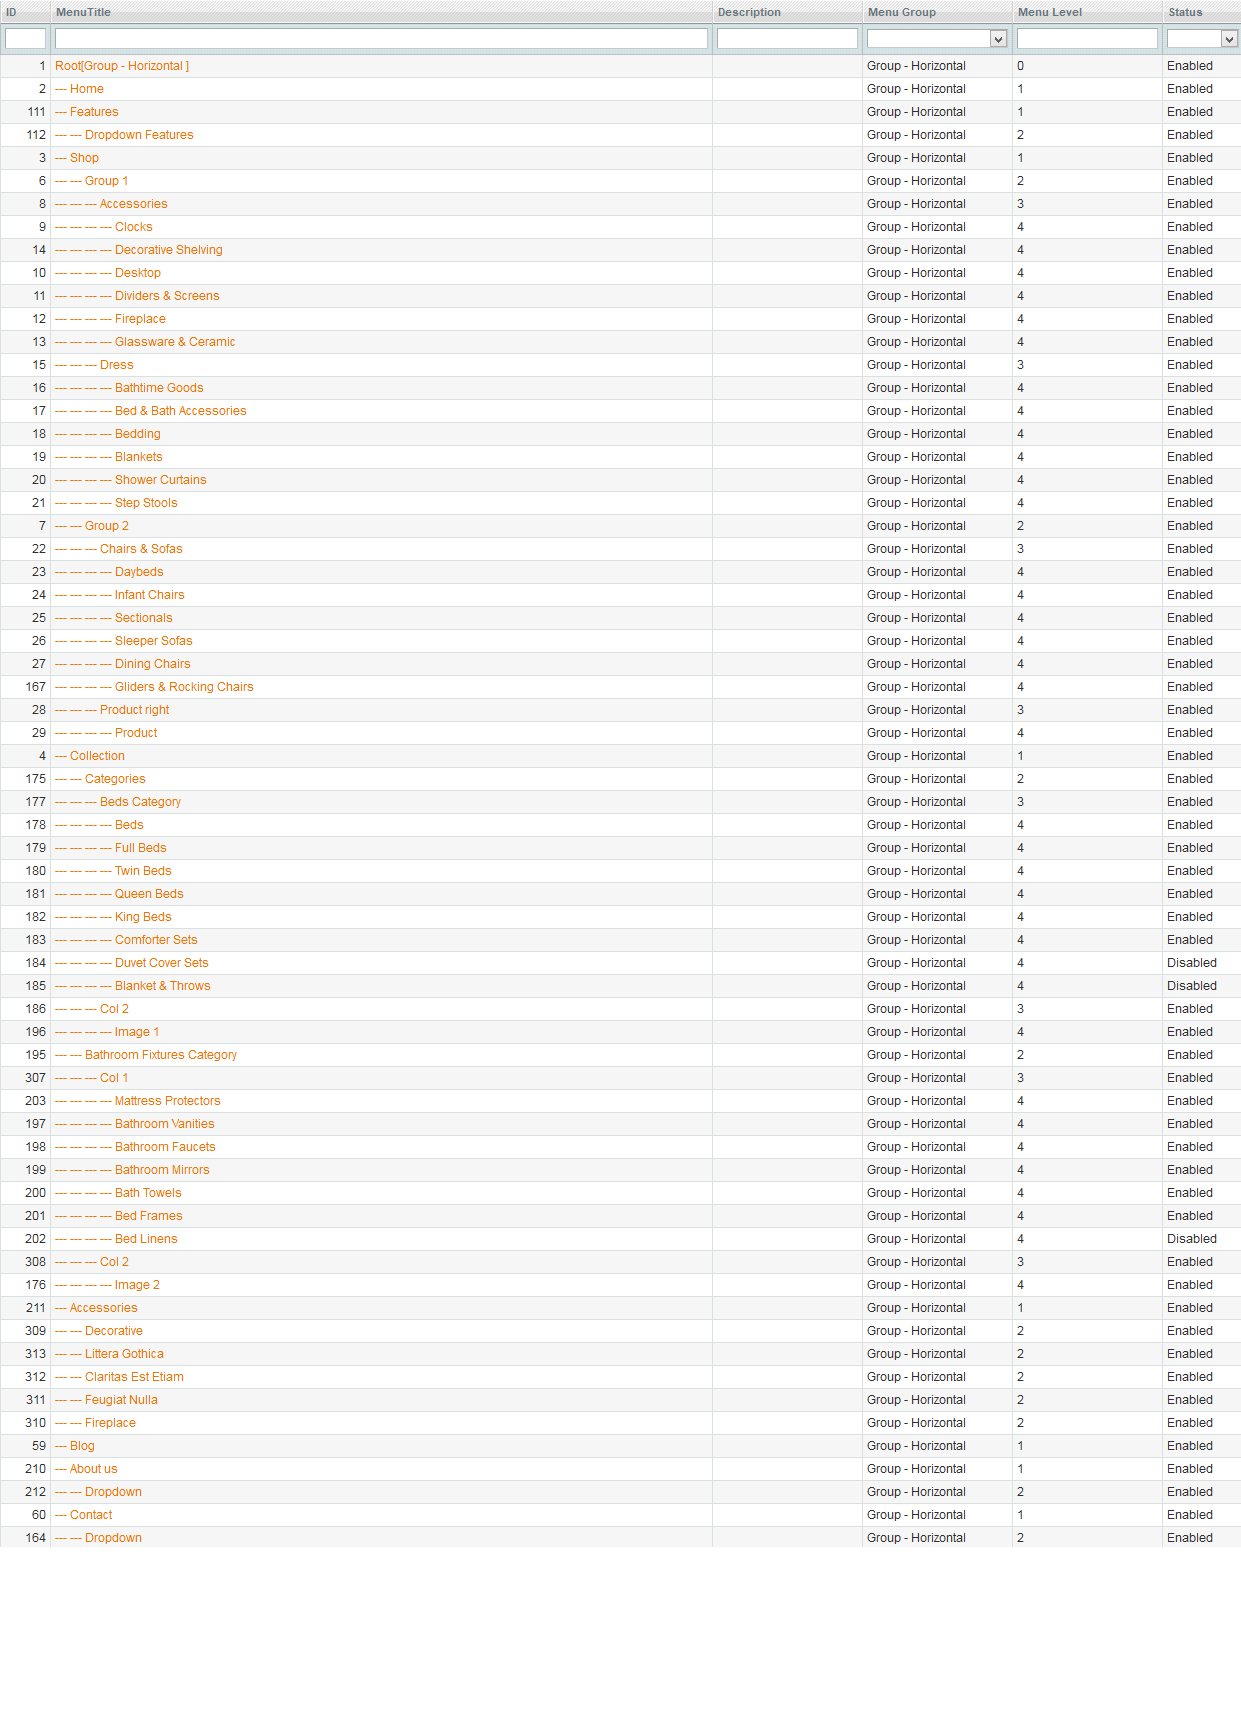 ID MenuTitle Description Menu Group Menu Level Status
1 Root[Group - Horizontal ] Group - Horizontal 0 Enabled
2 --- Home Group - Horizontal 1 Enabled
111 --- Features Group - Horizontal 1 Enabled
112 --- --- Dropdown Features Group - Horizontal 2 Enabled
3 --- Shop Group - Horizontal 1 Enabled
6 --- --- Group 1 Group - Horizontal 2 Enabled
8 --- --- --- Accessories Group - Horizontal 3 Enabled
9 --- --- --- --- Clocks Group - Horizontal 4 Enabled
14 --- --- --- --- Decorative Shelving Group - Horizontal 4 Enabled
10 --- --- --- --- Desktop Group - Horizontal 4 Enabled
11 --- --- --- --- Dividers & Screens Group - Horizontal 4 Enabled
12 --- --- --- --- Fireplace Group - Horizontal 4 Enabled
13 --- --- --- --- Glassware & Ceramic Group - Horizontal 4 Enabled
15 --- --- --- Dress Group - Horizontal 3 Enabled
16 --- --- --- --- Bathtime Goods Group - Horizontal 4 Enabled
17 --- --- --- --- Bed & Bath Accessories Group - Horizontal 4 Enabled
18 --- --- --- --- Bedding Group - Horizontal 4 Enabled
19 --- --- --- --- Blankets Group - Horizontal 4 Enabled
20 --- --- --- --- Shower Curtains Group - Horizontal 4 Enabled
21 --- --- --- --- Step Stools Group - Horizontal 4 Enabled
7 --- --- Group 2 Group - Horizontal 2 Enabled
22 --- --- --- Chairs & Sofas Group - Horizontal 3 Enabled
23 --- --- --- --- Daybeds Group - Horizontal 4 Enabled
24 --- --- --- --- Infant Chairs Group - Horizontal 4 Enabled
25 --- --- --- --- Sectionals Group - Horizontal 4 Enabled
26 --- --- --- --- Sleeper Sofas Group - Horizontal 4 Enabled
27 --- --- --- --- Dining Chairs Group - Horizontal 4 Enabled
167 --- --- --- --- Gliders & Rocking Chairs Group - Horizontal 4 Enabled
28 --- --- --- Product right Group - Horizontal 3 Enabled
29 --- --- --- --- Product Group - Horizontal 4 Enabled
4 --- Collection Group - Horizontal 1 Enabled
175 --- --- Categories Group - Horizontal 2 Enabled
177 --- --- --- Beds Category Group - Horizontal 3 Enabled
178 --- --- --- --- Beds Group - Horizontal 4 Enabled
179 --- --- --- --- Full Beds Group - Horizontal 4 Enabled
180 --- --- --- --- Twin Beds Group - Horizontal 4 Enabled
181 --- --- --- --- Queen Beds Group - Horizontal 4 Enabled
182 --- --- --- --- King Beds Group - Horizontal 4 Enabled
183 --- --- --- --- Comforter Sets Group - Horizontal 4 Enabled
184 --- --- --- --- Duvet Cover Sets Group - Horizontal 4 Disabled
185 --- --- --- --- Blanket & Throws Group - Horizontal 4 Disabled
186 --- --- --- Col 2 Group - Horizontal 3 Enabled
196 --- --- --- --- Image 1 Group - Horizontal 4 Enabled
195 --- --- Bathroom Fixtures Category Group - Horizontal 2 Enabled
307 --- --- --- Col 1 Group - Horizontal 3 Enabled
203 --- --- --- --- Mattress Protectors Group - Horizontal 4 Enabled
197 --- --- --- --- Bathroom Vanities Group - Horizontal 4 Enabled
198 --- --- --- --- Bathroom Faucets Group - Horizontal 4 Enabled
199 --- --- --- --- Bathroom Mirrors Group - Horizontal 4 Enabled
200 --- --- --- --- Bath Towels Group - Horizontal 4 Enabled
201 --- --- --- --- Bed Frames Group - Horizontal 4 Enabled
202 --- --- --- --- Bed Linens Group - Horizontal 4 Disabled
308 --- --- --- Col 2 Group - Horizontal 3 Enabled
176 --- --- --- --- Image 2 Group - Horizontal 4 Enabled
211 --- Accessories Group - Horizontal 1 Enabled
309 --- --- Decorative Group - Horizontal 2 Enabled
313 --- --- Littera Gothica Group - Horizontal 2 Enabled
312 --- --- Claritas Est Etiam Group - Horizontal 2 Enabled
311 --- --- Feugiat Nulla Group - Horizontal 2 Enabled
310 --- --- Fireplace Group - Horizontal 2 Enabled
59 --- Blog Group - Horizontal 1 Enabled
210 --- About us Group - Horizontal 1 Enabled
212 --- --- Dropdown Group - Horizontal 2 Enabled
60 --- Contact Group - Horizontal 1 Enabled
164 --- --- Dropdown Group - Horizontal 2 Enabled